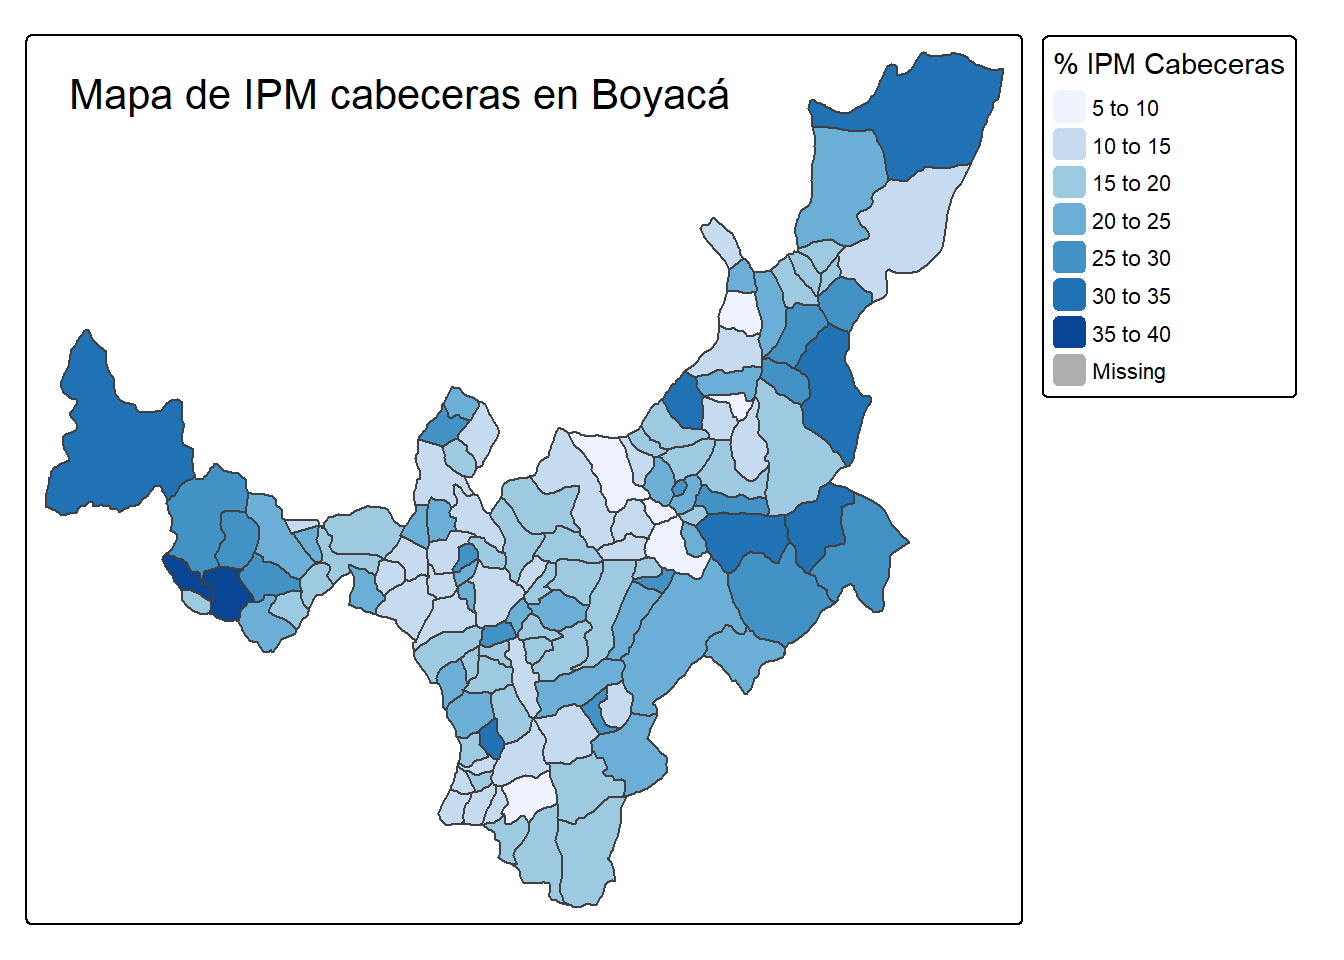 Mapa de IPM cabeceras en Boyacá
% IPM Cabeceras
5 to 10
10 to 15
15 to 20
20 to 25
25 to 30
30 to 35
35 to 40
Missing